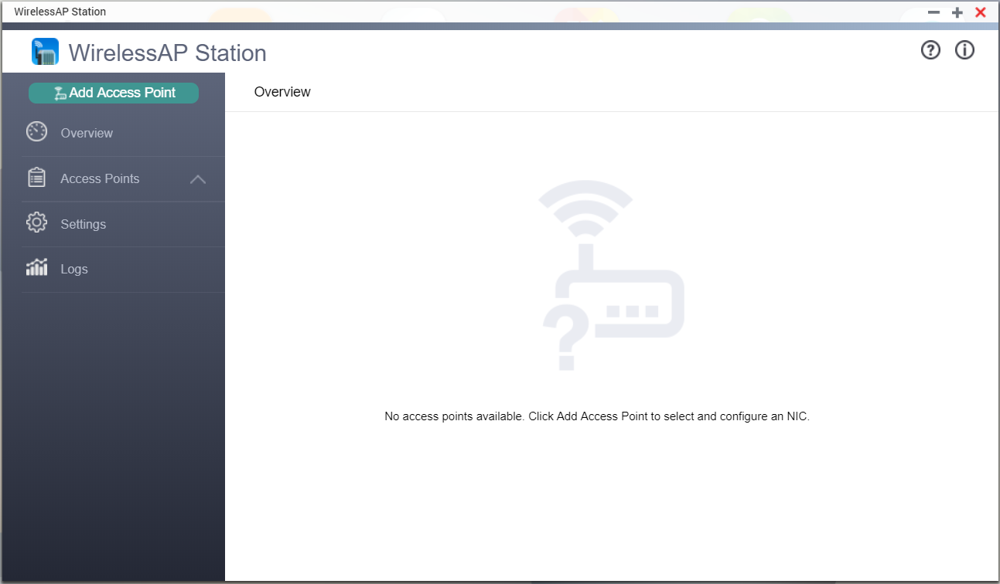 WirelessAP Station
WirelessAP Station
Add Access Point
Overview
Overview
Access Points
Settings
Logs
No access points available. Click Add Access Point to select and configure an NIC.